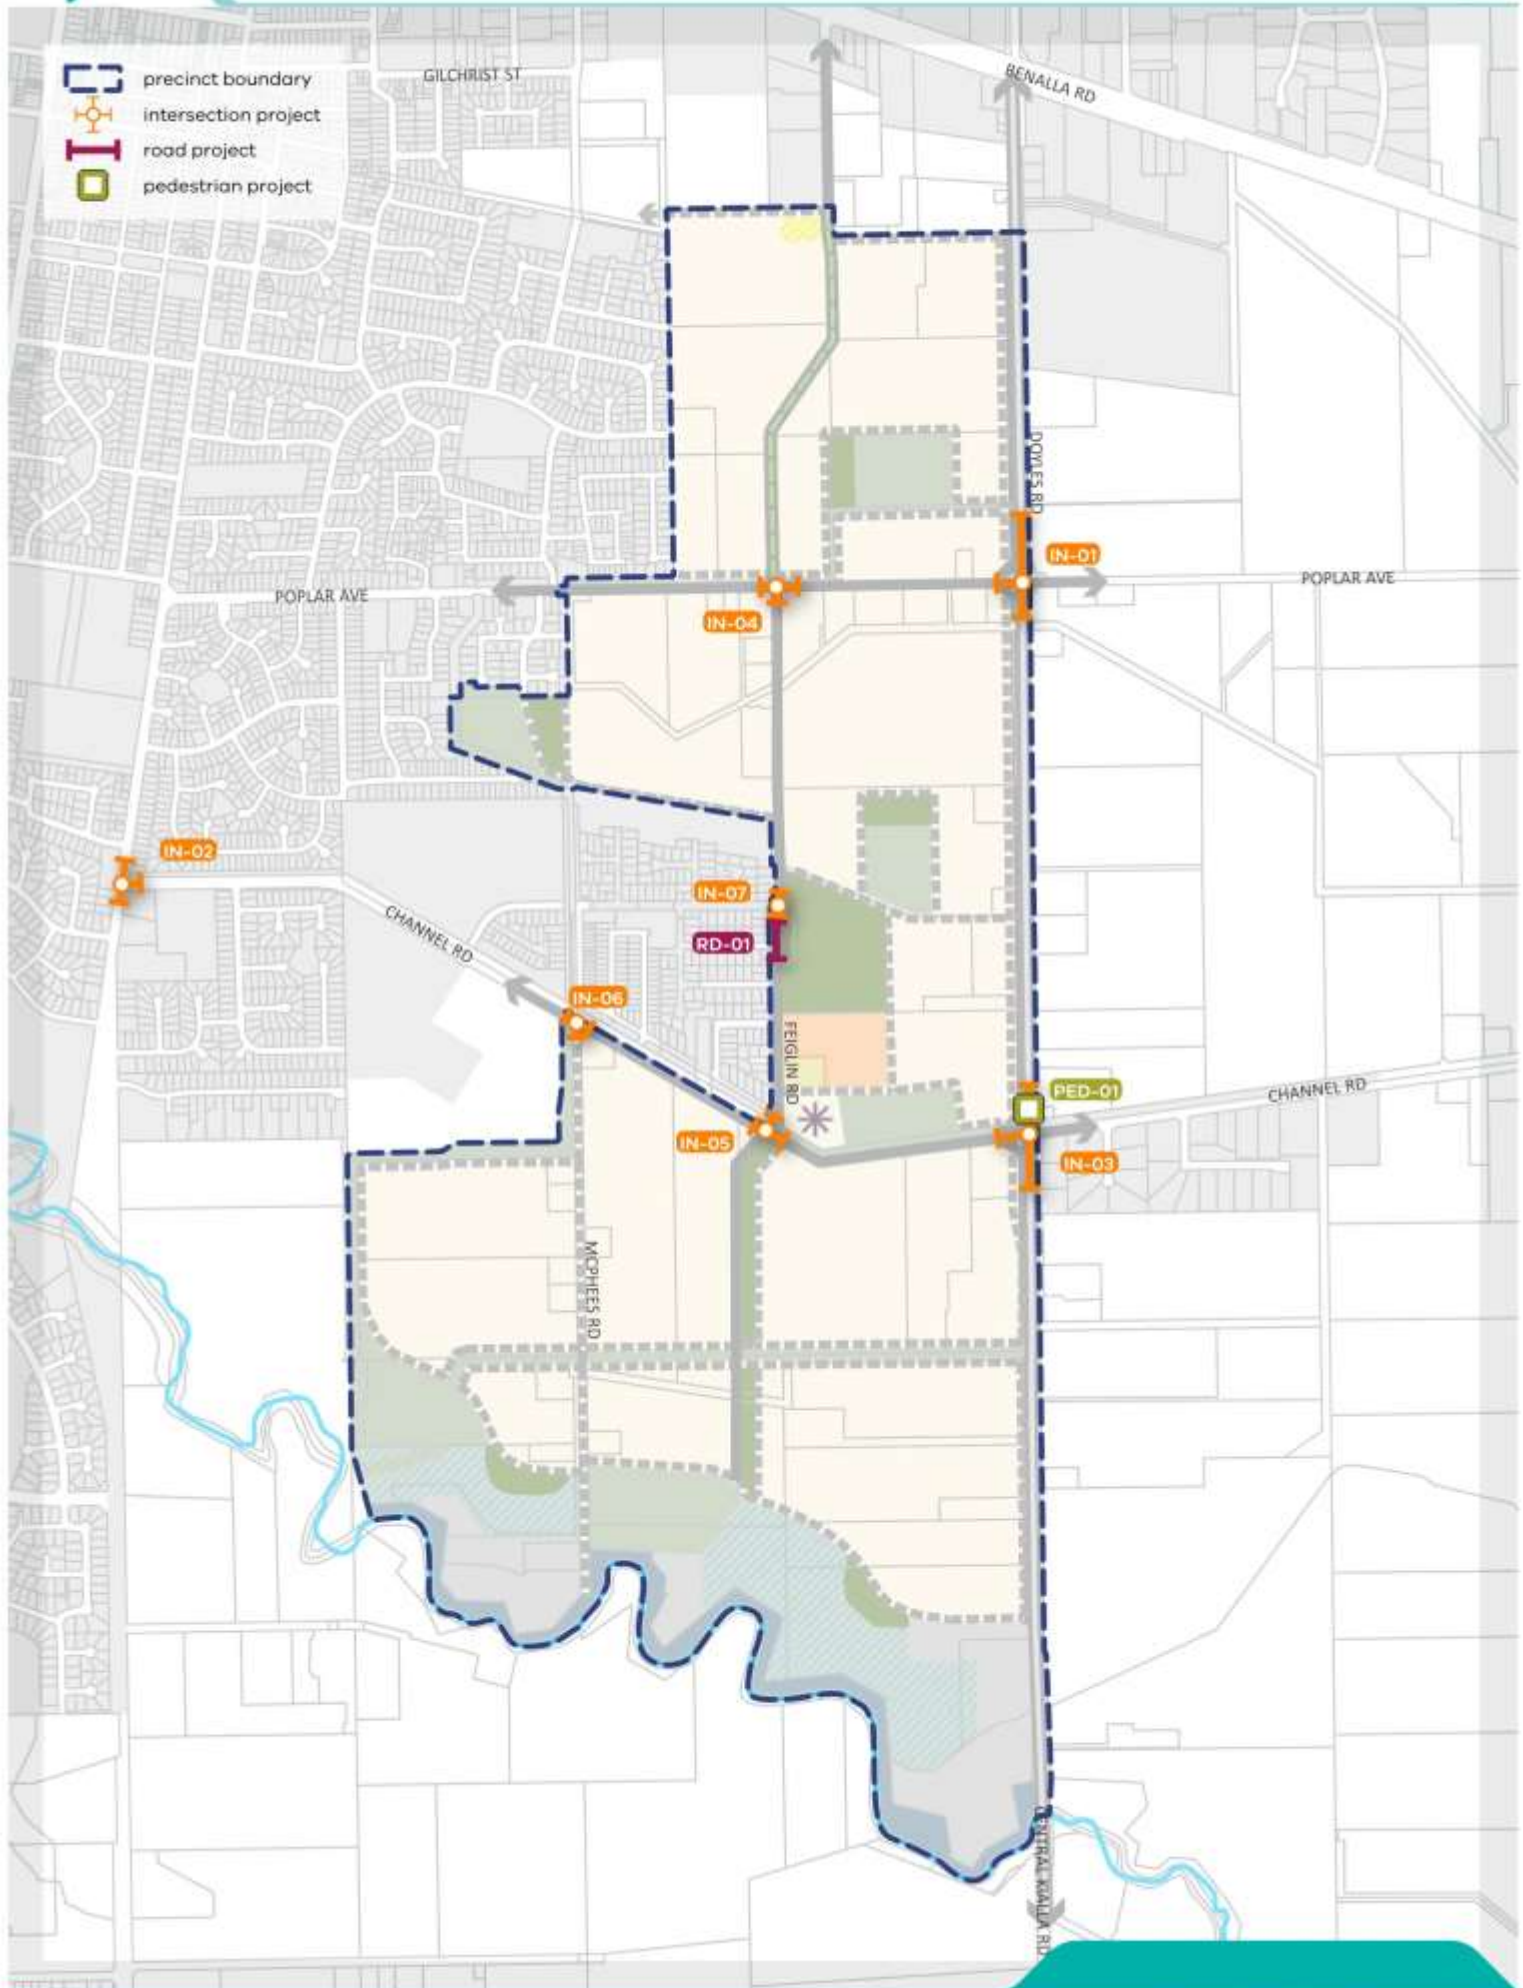 GILCHRIST ST
BENALLA RD
precinct boundary
intersection project
road project
pedestrian project
DOYLES RD
IN-01
POPLAR AVE
POPLAR AVE
IN-04
IN-02
IN-07
CHANNEL RD
RD-01
IN-06
FEIGLIN RD
PED-01
CHANNEL RD
IN-05
IN-03
MCPHEES RD
CENTRAL KIALLA RD